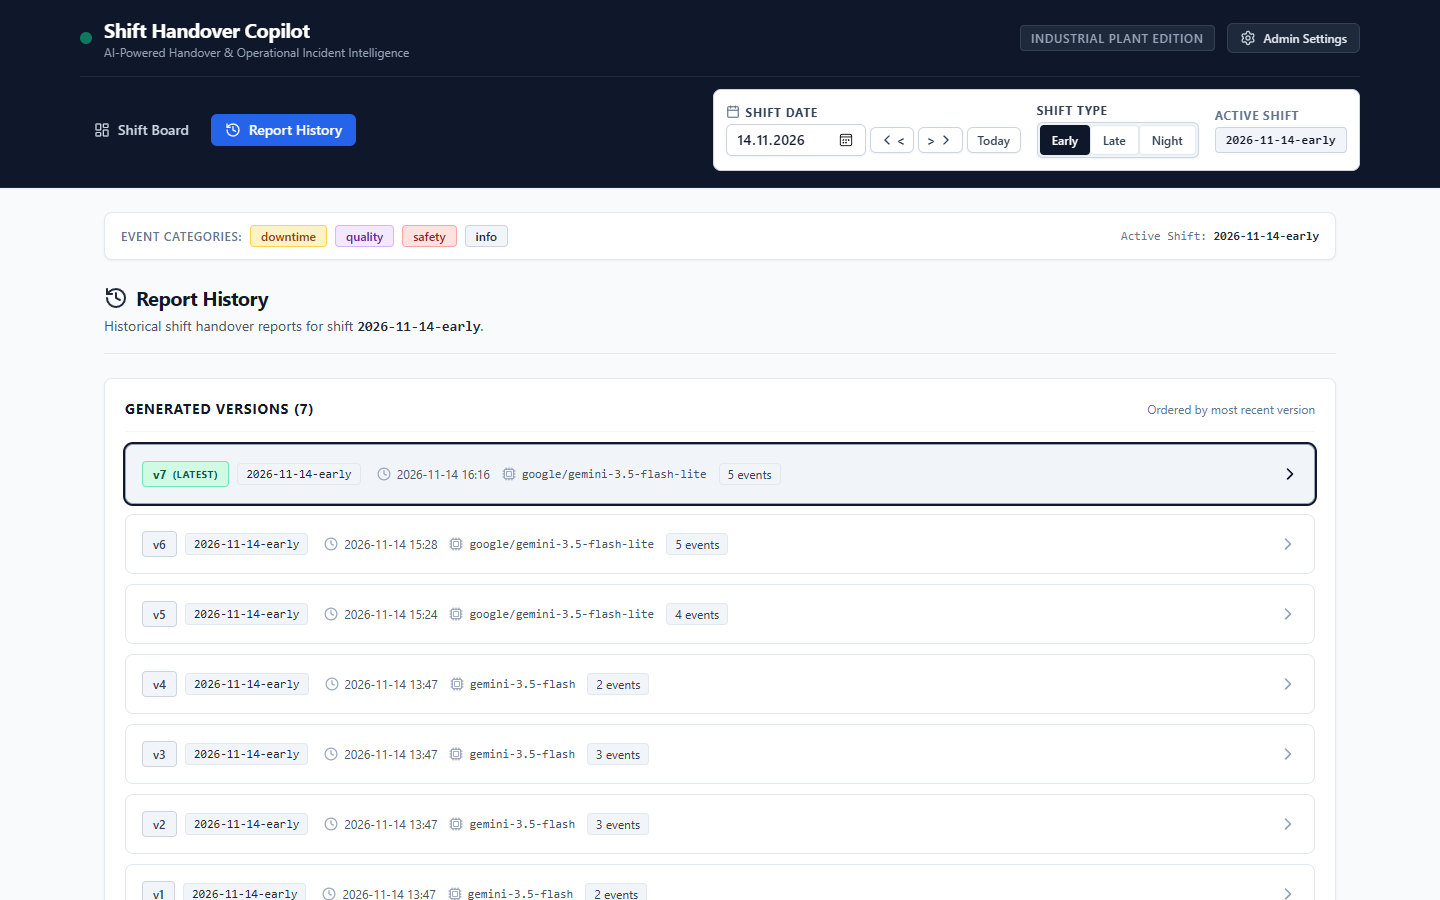 Shift Handover Copilot
AI-Powered Handover & Operational Incident Intelligence
INDUSTRIAL PLANT EDITION
Admin Settings
Shift Board
Report History
SHIFT DATE
14.11.2026
<
>
Today
SHIFT TYPE
Early
Late
Night
ACTIVE SHIFT
2026-11-14-early
EVENT CATEGORIES: downtime quality safety info
Active Shift: 2026-11-14-early
Report History
Historical shift handover reports for shift 2026-11-14-early.
GENERATED VERSIONS (7)
Ordered by most recent version
v7 (LATEST) 2026-11-14-early 2026-11-14 16:16 google/gemini-3.5-flash-lite 5 events
v6 2026-11-14-early 2026-11-14 15:28 google/gemini-3.5-flash-lite 5 events
v5 2026-11-14-early 2026-11-14 15:24 google/gemini-3.5-flash-lite 4 events
v4 2026-11-14-early 2026-11-14 13:47 gemini-3.5-flash 2 events
v3 2026-11-14-early 2026-11-14 13:47 gemini-3.5-flash 3 events
v2 2026-11-14-early 2026-11-14 13:47 gemini-3.5-flash 3 events
v1 2026-11-14-early 2026-11-14 13:47 gemini-3.5-flash 2 events